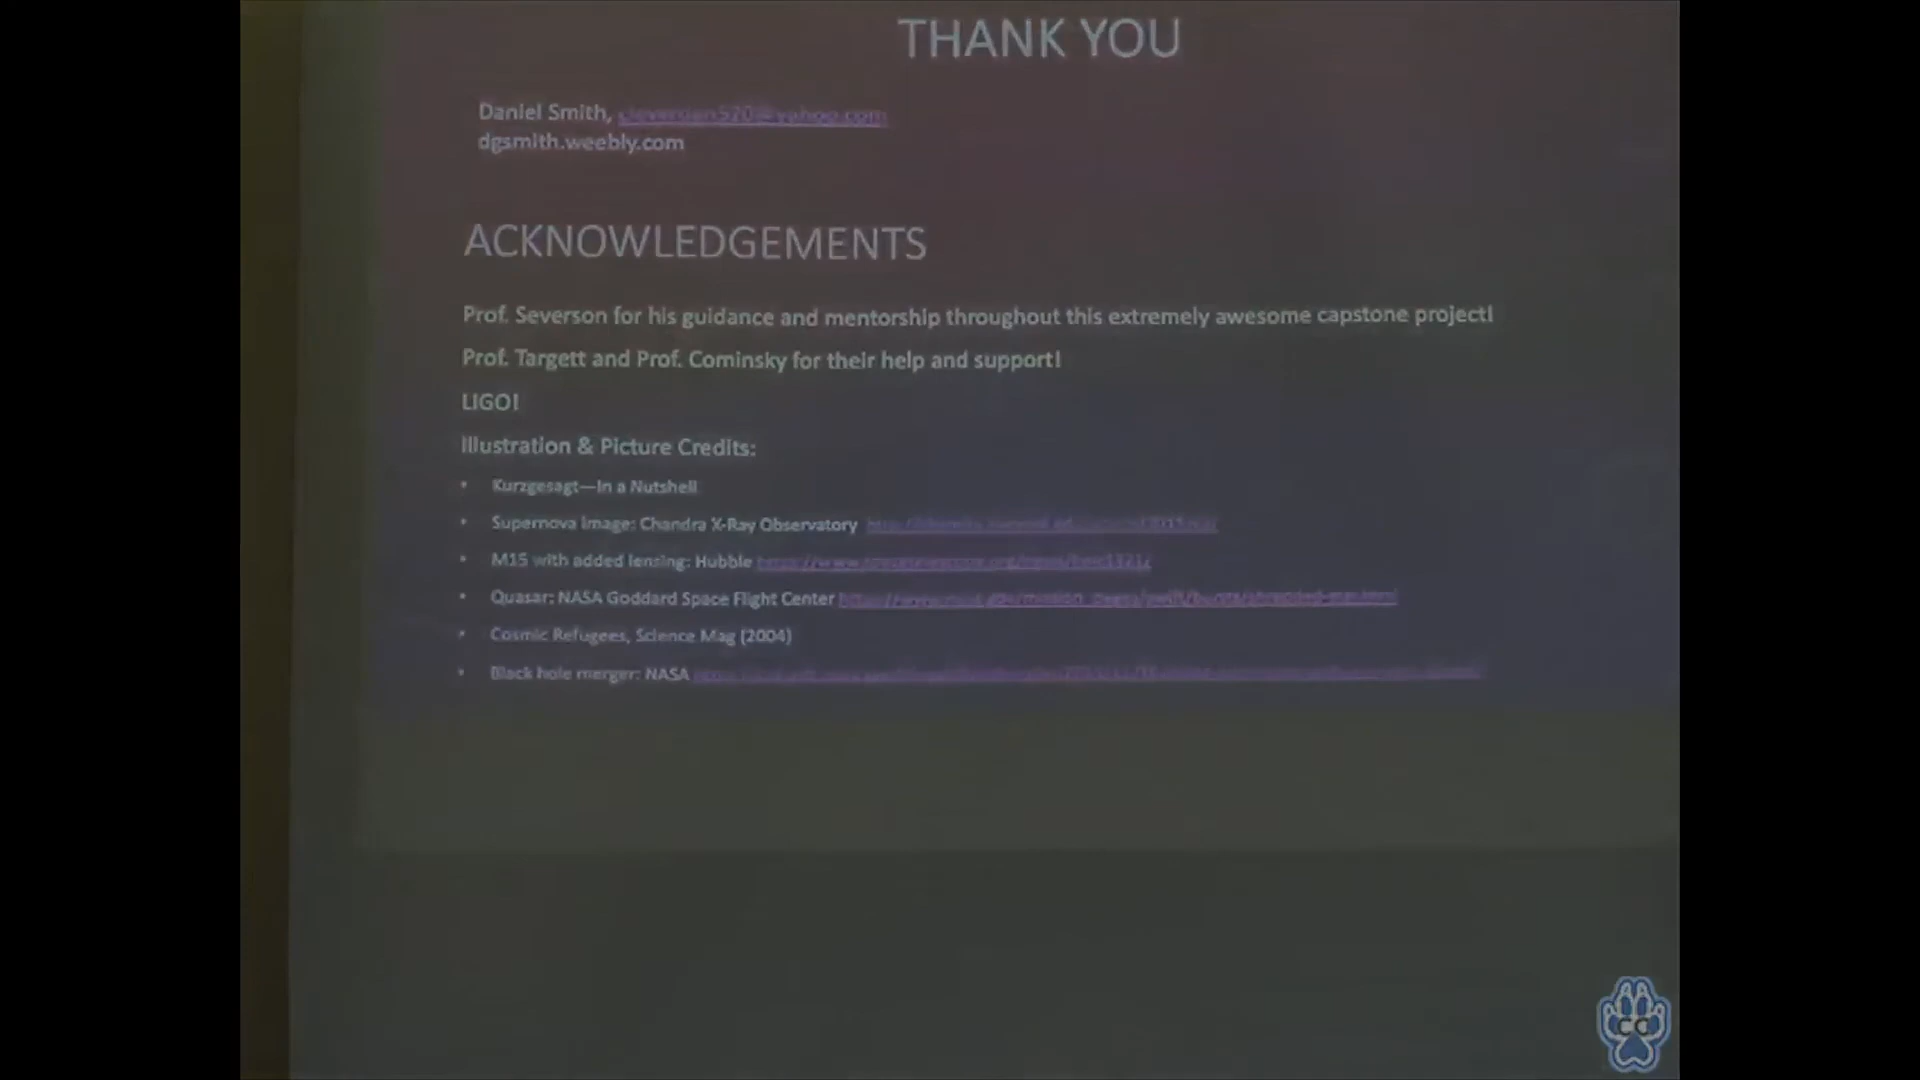 THANK YOU
Daniel Smith,
dgsmith.weebly.com
ACKNOWLEDGEMENTS
Prof. Severson for his guidance and mentorship throughout this extremely awesome capstone project!
Prof. Targett and Prof. Cominsky for their help and support!
LIGO!
Illustration & Picture Credits:
• Kurzgesagt—In a Nutshell
• Supernova Image: Chandra X-Ray Observatory
• M15 with added lensing: Hubble
• Quasar: NASA Goddard Space Flight Center
• Cosmic Refugees, Science Mag (2004)
• Black hole merger: NASA
CC